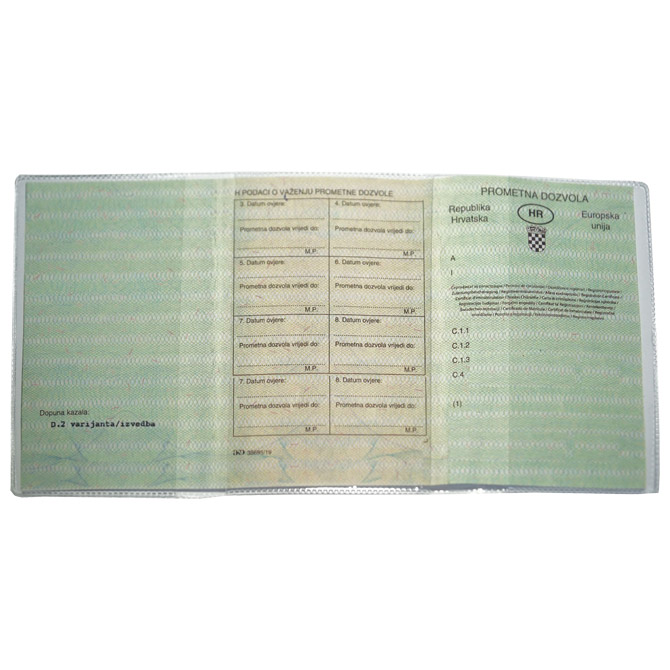 Dopuna kazala:
D.2 varijanta/izvedba
H PODACI O VAŽENJU PROMETNE DOZVOLE
3. Datum ovjere:
Prometna dozvola vrijedi do:
M.P.
4. Datum ovjere:
Prometna dozvola vrijedi do:
M.P.
5. Datum ovjere:
Prometna dozvola vrijedi do:
M.P.
6. Datum ovjere:
Prometna dozvola vrijedi do:
M.P.
7. Datum ovjere:
Prometna dozvola vrijedi do:
M.P.
8. Datum ovjere:
Prometna dozvola vrijedi do:
M.P.
7. Datum ovjere:
Prometna dozvola vrijedi do:
M.P.
8. Datum ovjere:
Prometna dozvola vrijedi do:
M.P.
PROMETNA DOZVOLA
Republika
Hrvatska
HR
Europska
unija
A
I
C.1.1
C.1.2
C.1.3
C.4
(1)